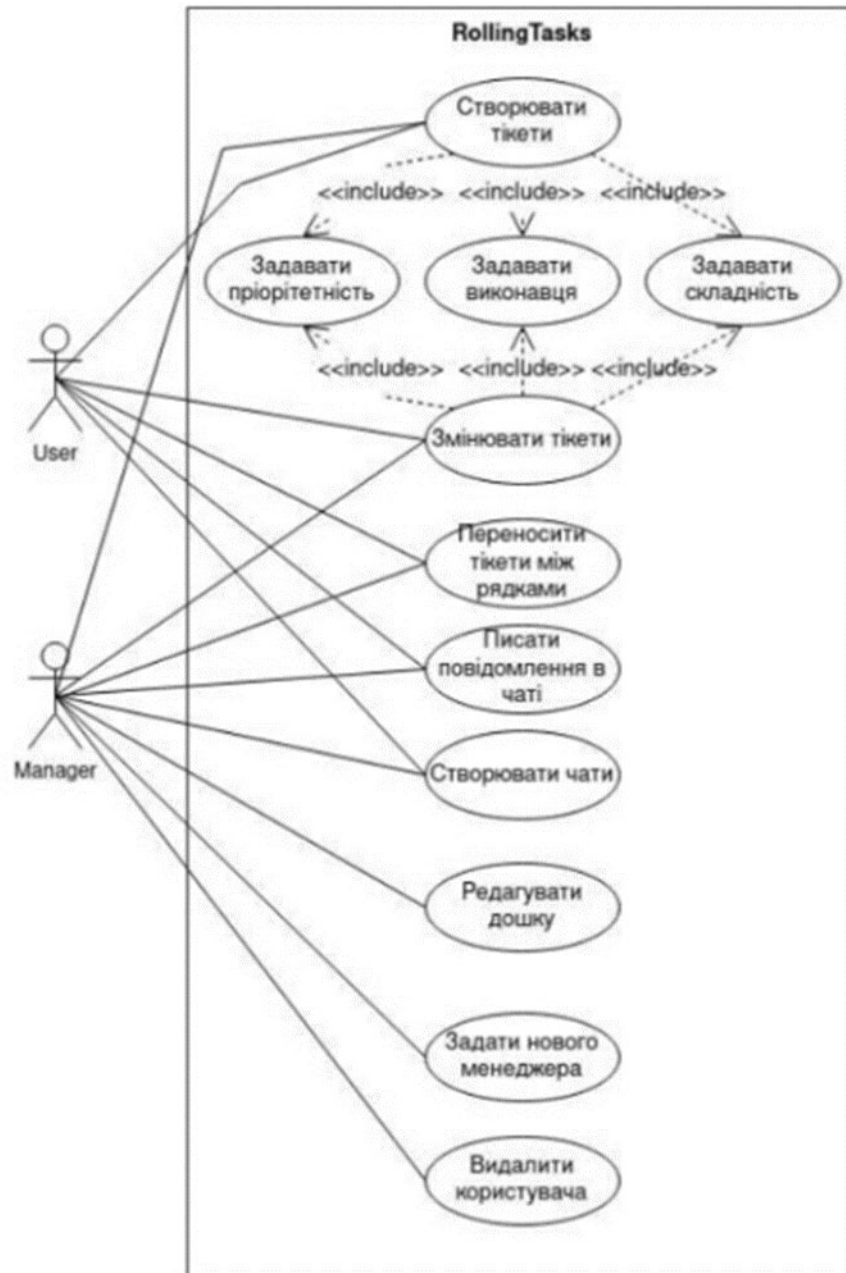 RollingTasks
Створювати
тікети
<<include>> <<include>> <<include>>
Задавати
пріорітетність
Задавати
виконавця
Задавати
складність
<<include>> <<include>> <<include>>
User
Змінювати тікети
Переносити
тікети між
рядками
Писати
повідомлення в
чаті
Manager
Створювати чати
Редагувати
дошку
Задати нового
менеджера
Видалити
користувача